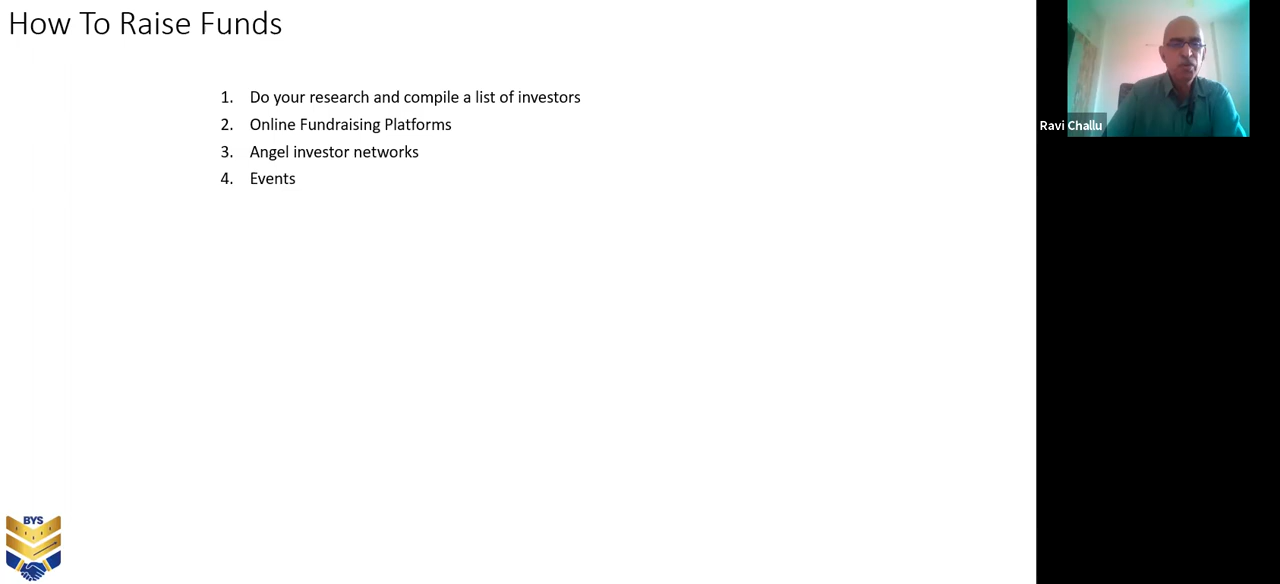 How To Raise Funds
1. Do your research and compile a list of investors
2. Online Fundraising Platforms
3. Angel investor networks
4. Events
Ravi Challu
BYS